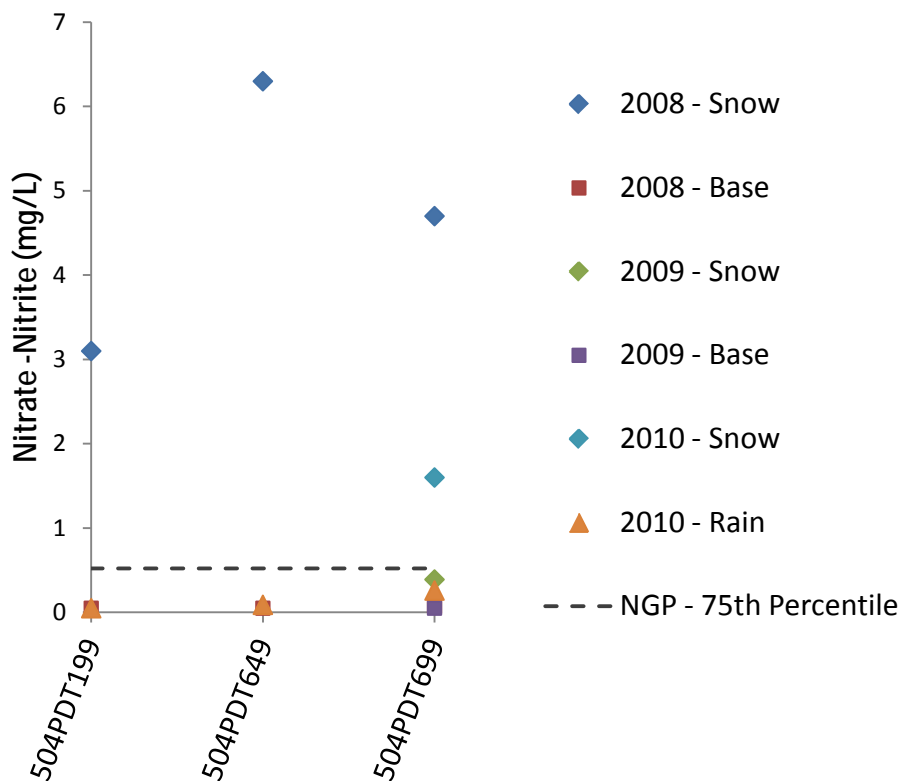 Nitrate -Nitrite (mg/L)
7
6
5
4
3
2
1
0
504PDT199
504PDT649
504PDT699
2008 - Snow
2008 - Base
2009 - Snow
2009 - Base
2010 - Snow
2010 - Rain
NGP - 75th Percentile